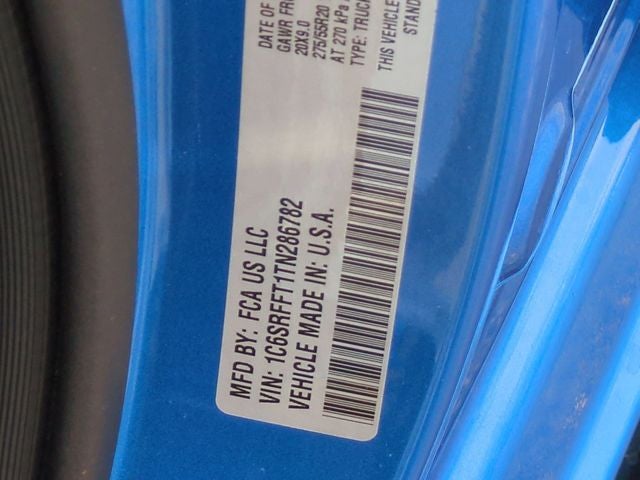 MFD BY: FCA US LLC
DATE OF
VIN: 1C6SRFFT1TN286782
GAWR FR
20X9.0
VEHICLE MADE IN: U.S.A.
275/55R20
AT 270 kPa
TYPE: TRUCK
THIS VEHICLE
STAND